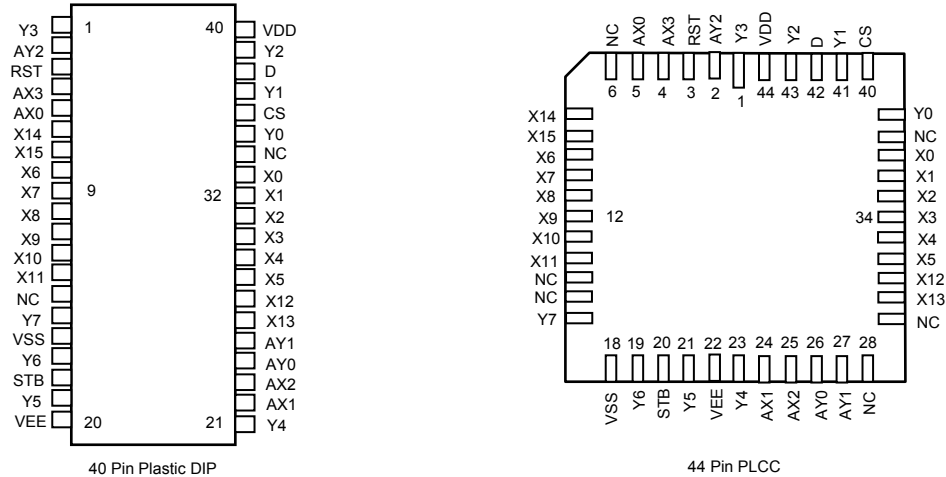 Y3 1 40 VDD
AY2 Y2
RST D
AX3 Y1
AX0 CS
X14 Y0
X15 NC
X6 X0
X7 9 32 X1
X8 X2
X9 X3
X10 X4
X11 X5
NC X12
Y7 X13
VSS AY1
Y6 AY0
STB AX2
Y5 AX1
VEE 20 21 Y4
40 Pin Plastic DIP
NC AX0 AX3 RST AY2 Y3 VDD Y2 D Y1 CS
6 5 4 3 2 1 44 43 42 41 40
X14 Y0
X15 NC
X6 X0
X7 X1
X8 X2
X9 12 34 X3
X10 X4
X11 X5
NC X12
NC X13
Y7 NC
18 19 20 21 22 23 24 25 26 27 28
VSS Y6 STB Y5 VEE Y4 AX1 AX2 AY0 AY1 NC
44 Pin PLCC